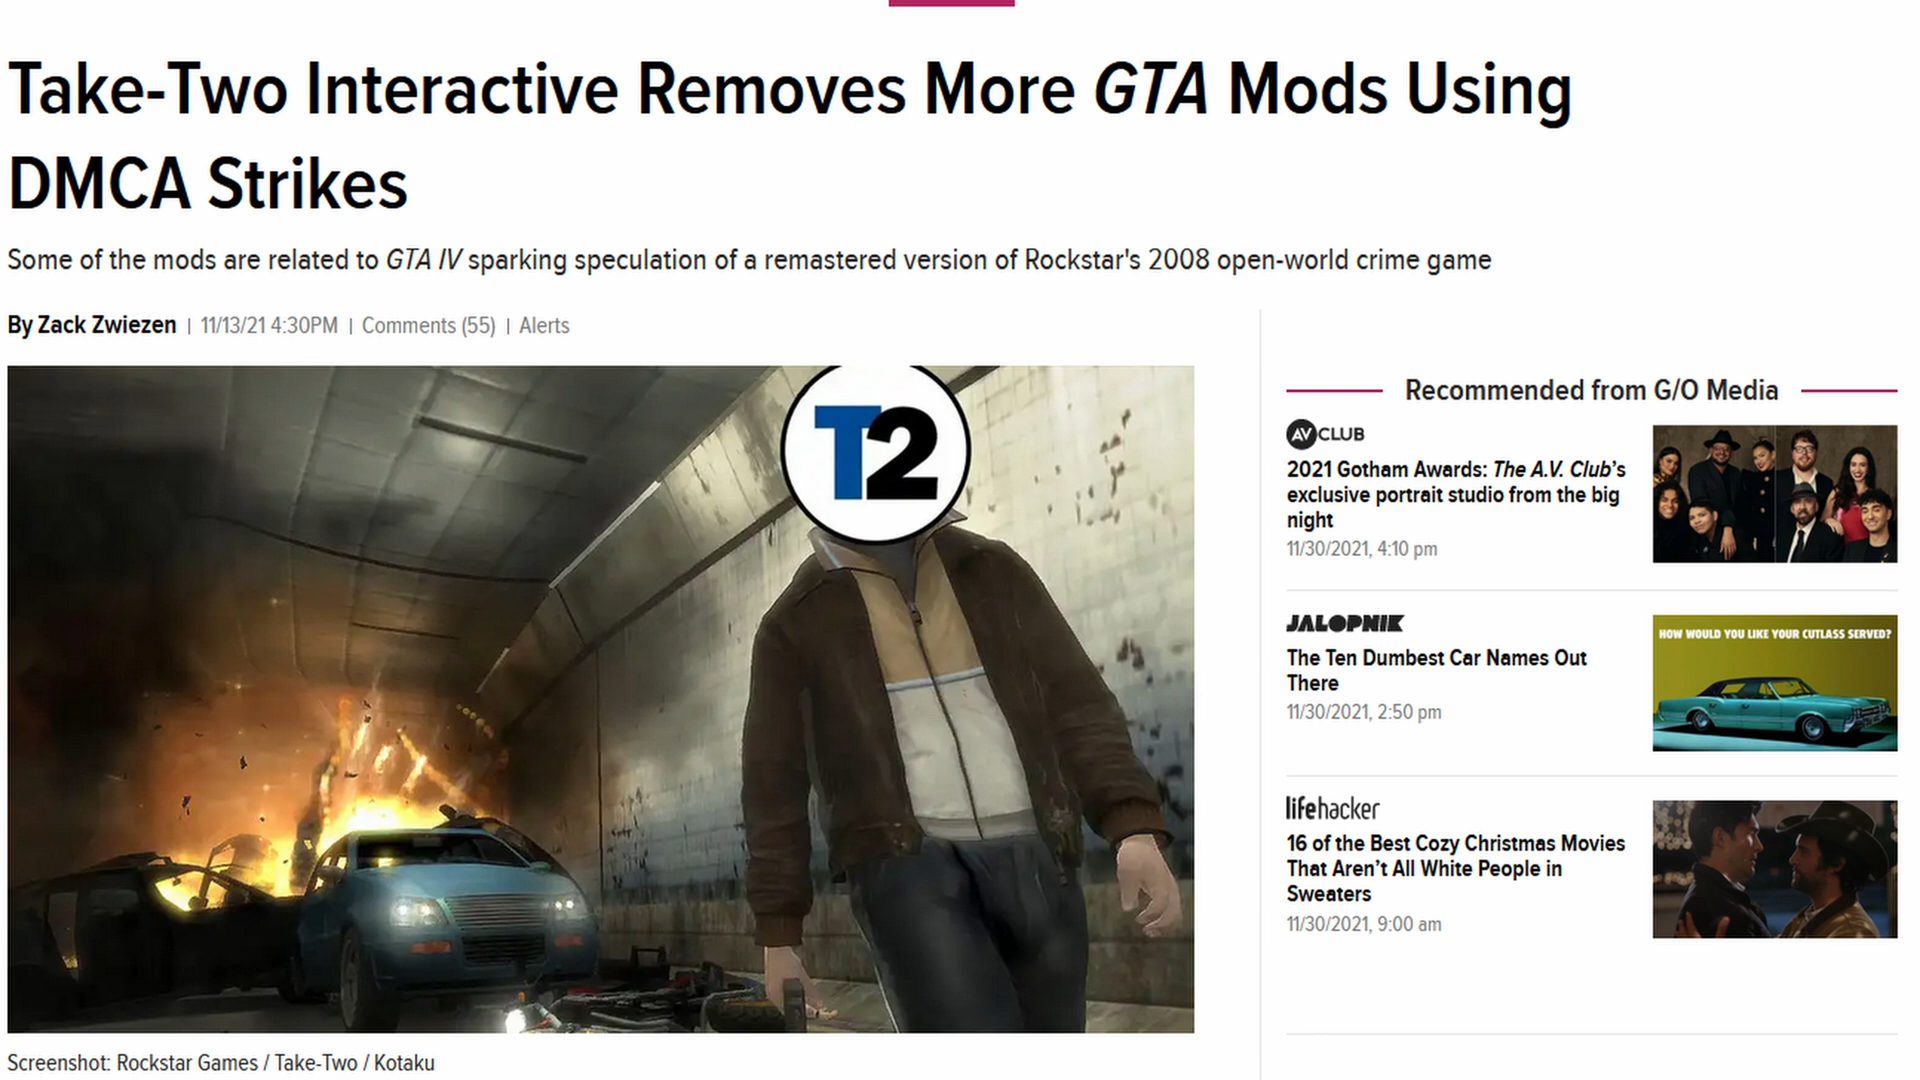 Take-Two Interactive Removes More GTA Mods Using
DMCA Strikes
Some of the mods are related to GTA IV sparking speculation of a remastered version of Rockstar's 2008 open-world crime game
By Zack Zwiezen | 11/13/21 4:30PM | Comments (55) | Alerts
T2
Screenshot: Rockstar Games / Take-Two / Kotaku
Recommended from G/O Media
AV CLUB
2021 Gotham Awards: The A.V. Club’s
exclusive portrait studio from the big
night
11/30/2021, 4:10 pm
JALOPNIK
The Ten Dumbest Car Names Out
There
11/30/2021, 2:50 pm
HOW WOULD YOU LIKE YOUR CUTLASS SERVED?
lifehacker
16 of the Best Cozy Christmas Movies
That Aren’t All White People in
Sweaters
11/30/2021, 9:00 am